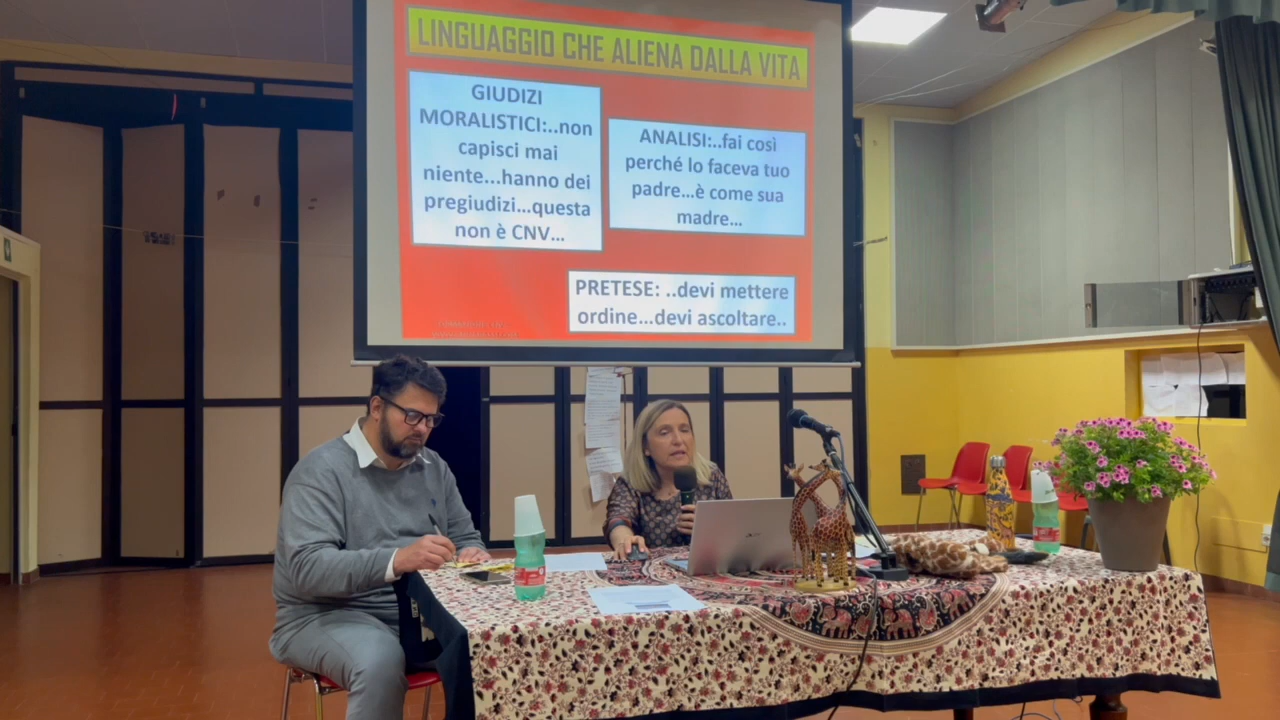 LINGUAGGIO CHE ALIENA DALLA VITA
GIUDIZI
MORALISTICI:..non
capisci mai
niente...hanno dei
pregiudizi...questa
non è CNV...
ANALISI:..fai così
perché lo faceva tuo
padre...è come sua
madre...
PRETESE: ..devi mettere
ordine...devi ascoltare..